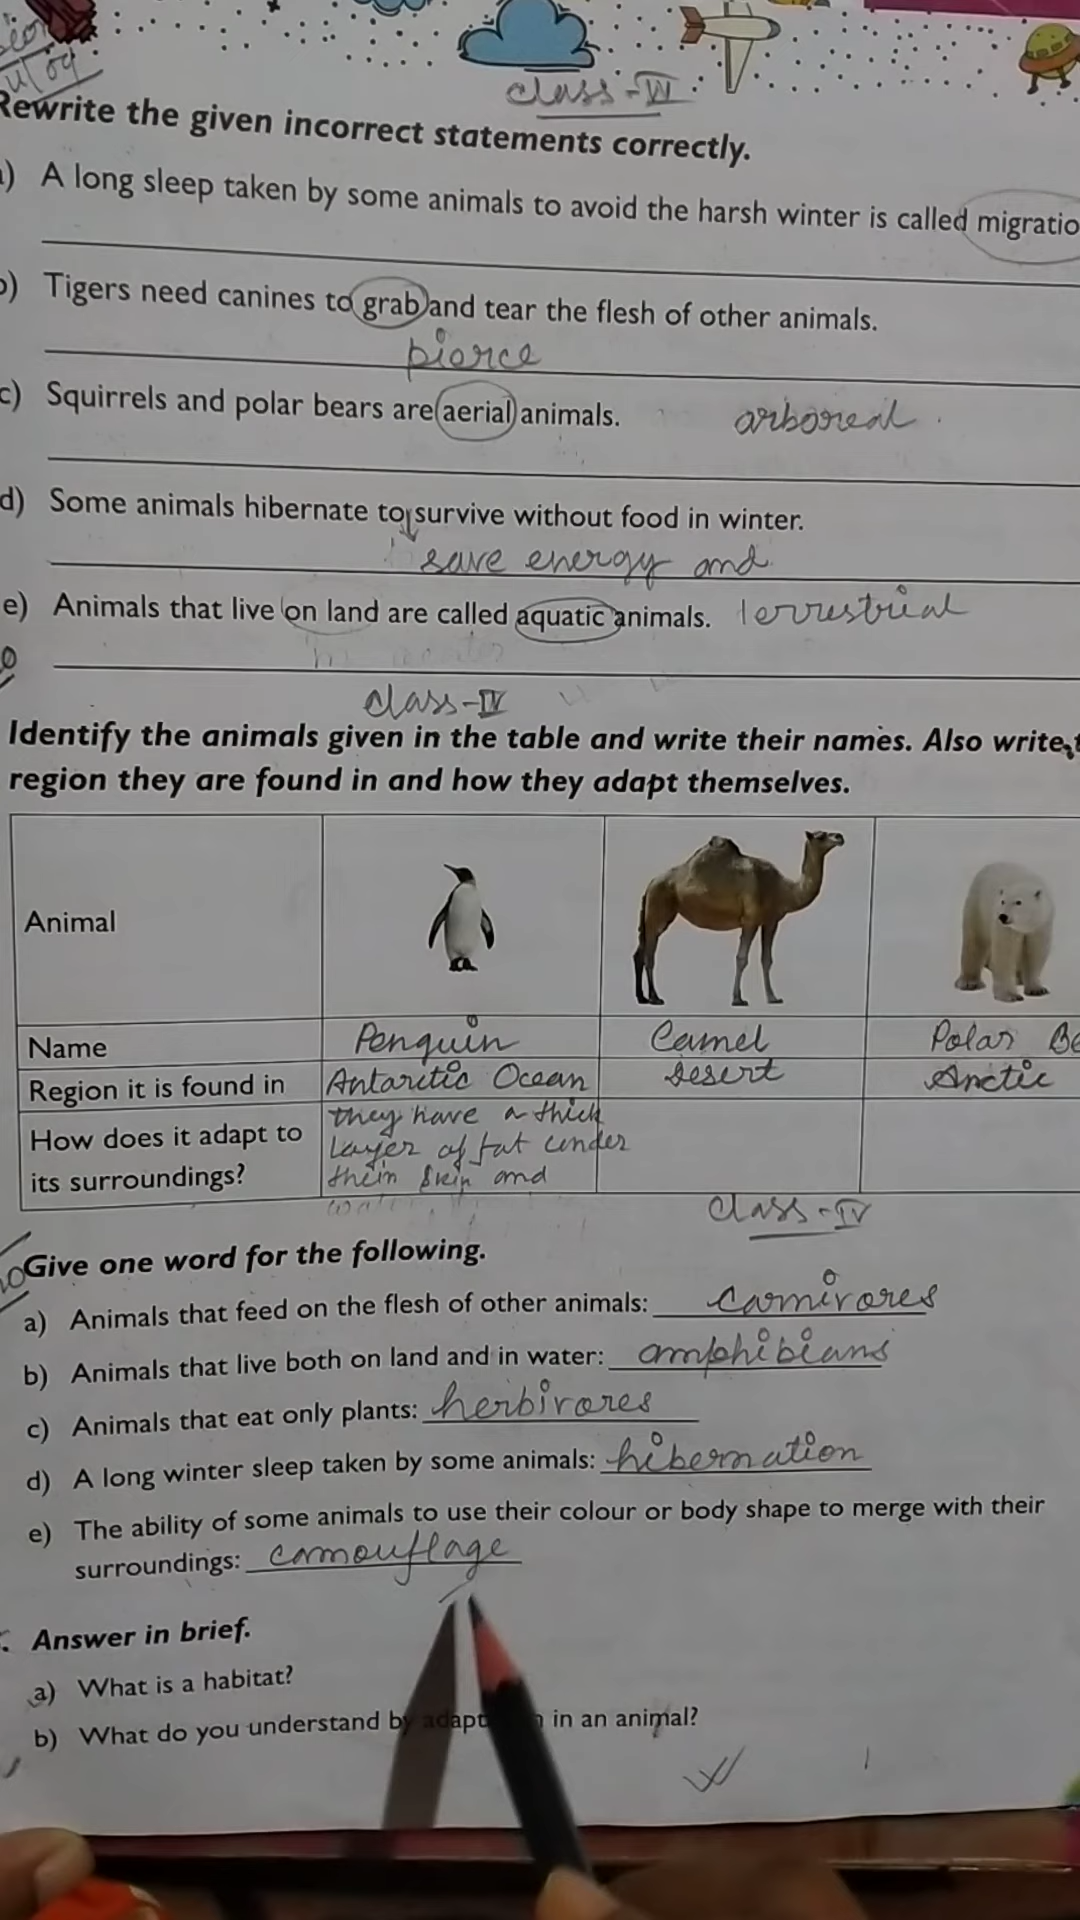 class-VI
Rewrite the given incorrect statements correctly.
) A long sleep taken by some animals to avoid the harsh winter is called migratio
) Tigers need canines to grab and tear the flesh of other animals.
pierce
c) Squirrels and polar bears are aerial animals. arboreal
d) Some animals hibernate to survive without food in winter.
save energy and
e) Animals that live on land are called aquatic animals. terrestrial
class-IV
Identify the animals given in the table and write their names. Also write
region they are found in and how they adapt themselves.
Animal
Name Penguin Camel Polar Be
Region it is found in Antarctic Ocean Desert Arctic
How does it adapt to its surroundings? they have a thick
layer of fat under
their skin and
class-IV
Give one word for the following.
a) Animals that feed on the flesh of other animals: carnivores
b) Animals that live both on land and in water: amphibians
c) Animals that eat only plants: herbivores
d) A long winter sleep taken by some animals: hibernation
e) The ability of some animals to use their colour or body shape to merge with their
surroundings: camouflage
Answer in brief.
a) What is a habitat?
b) What do you understand by adapt in an animal?